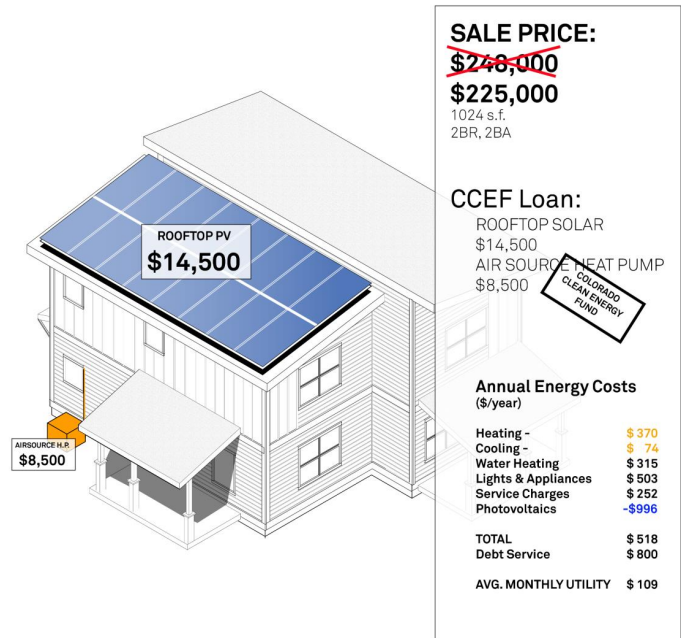 SALE PRICE:
$248,000
$225,000
1024 s.f.
2BR, 2BA
CCEF Loan:
ROOFTOP SOLAR
$14,500
AIR SOURCE HEAT PUMP
$8,500
COLORADO
CLEAN ENERGY
FUND
ROOFTOP PV
$14,500
AIRSOURCE H.P.
$8,500
Annual Energy Costs
($/year)
Heating - $ 370
Cooling - $ 74
Water Heating $ 315
Lights & Appliances $ 503
Service Charges $ 252
Photovoltaics -$996
TOTAL $ 518
Debt Service $ 800
AVG. MONTHLY UTILITY $ 109